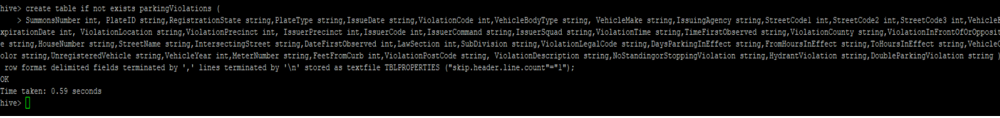 hive> create table if not exists parkingViolations (
    > SummonsNumber int, PlateID string,RegistrationState string,PlateType string,IssueDate string,ViolationCode int,VehicleBodyType string, VehicleMake string,IssuingAgency string,StreetCode1 int,StreetCode2 int,StreetCode3 int,VehicleE
xpirationDate int, ViolationLocation string,ViolationPrecinct int, IssuerPrecinct int,IssuerCode int,IssuerCommand string,IssuerSquad string,ViolationTime string,TimeFirstObserved string,ViolationCounty string,ViolationInFrontOfOrOpposit
e string,HouseNumber string,StreetName string,IntersectingStreet string,DateFirstObserved int,LawSection int,SubDivision string,ViolationLegalCode string,DaysParkingInEffect string,FromHoursInEffect string,ToHoursInEffect string,VehicleC
olor string,UnregisteredVehicle string,VehicleYear int,MeterNumber string,FeetFromCurb int,ViolationPostCode string, ViolationDescription string,NoStandingorStoppingViolation string,HydrantViolation string,DoubleParkingViolation string )
 row format delimited fields terminated by ',' lines terminated by '\n' stored as textfile TBLPROPERTIES ("skip.header.line.count"="1");
OK
Time taken: 0.59 seconds
hive>